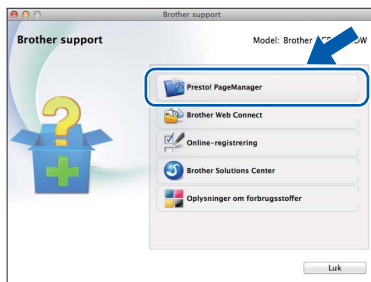 Brother support
Brother support
Model: Brother
Presto! PageManager
Brother Web Connect
Online-registrering
Brother Solutions Center
Oplysninger om forbrugsstoffer
Luk